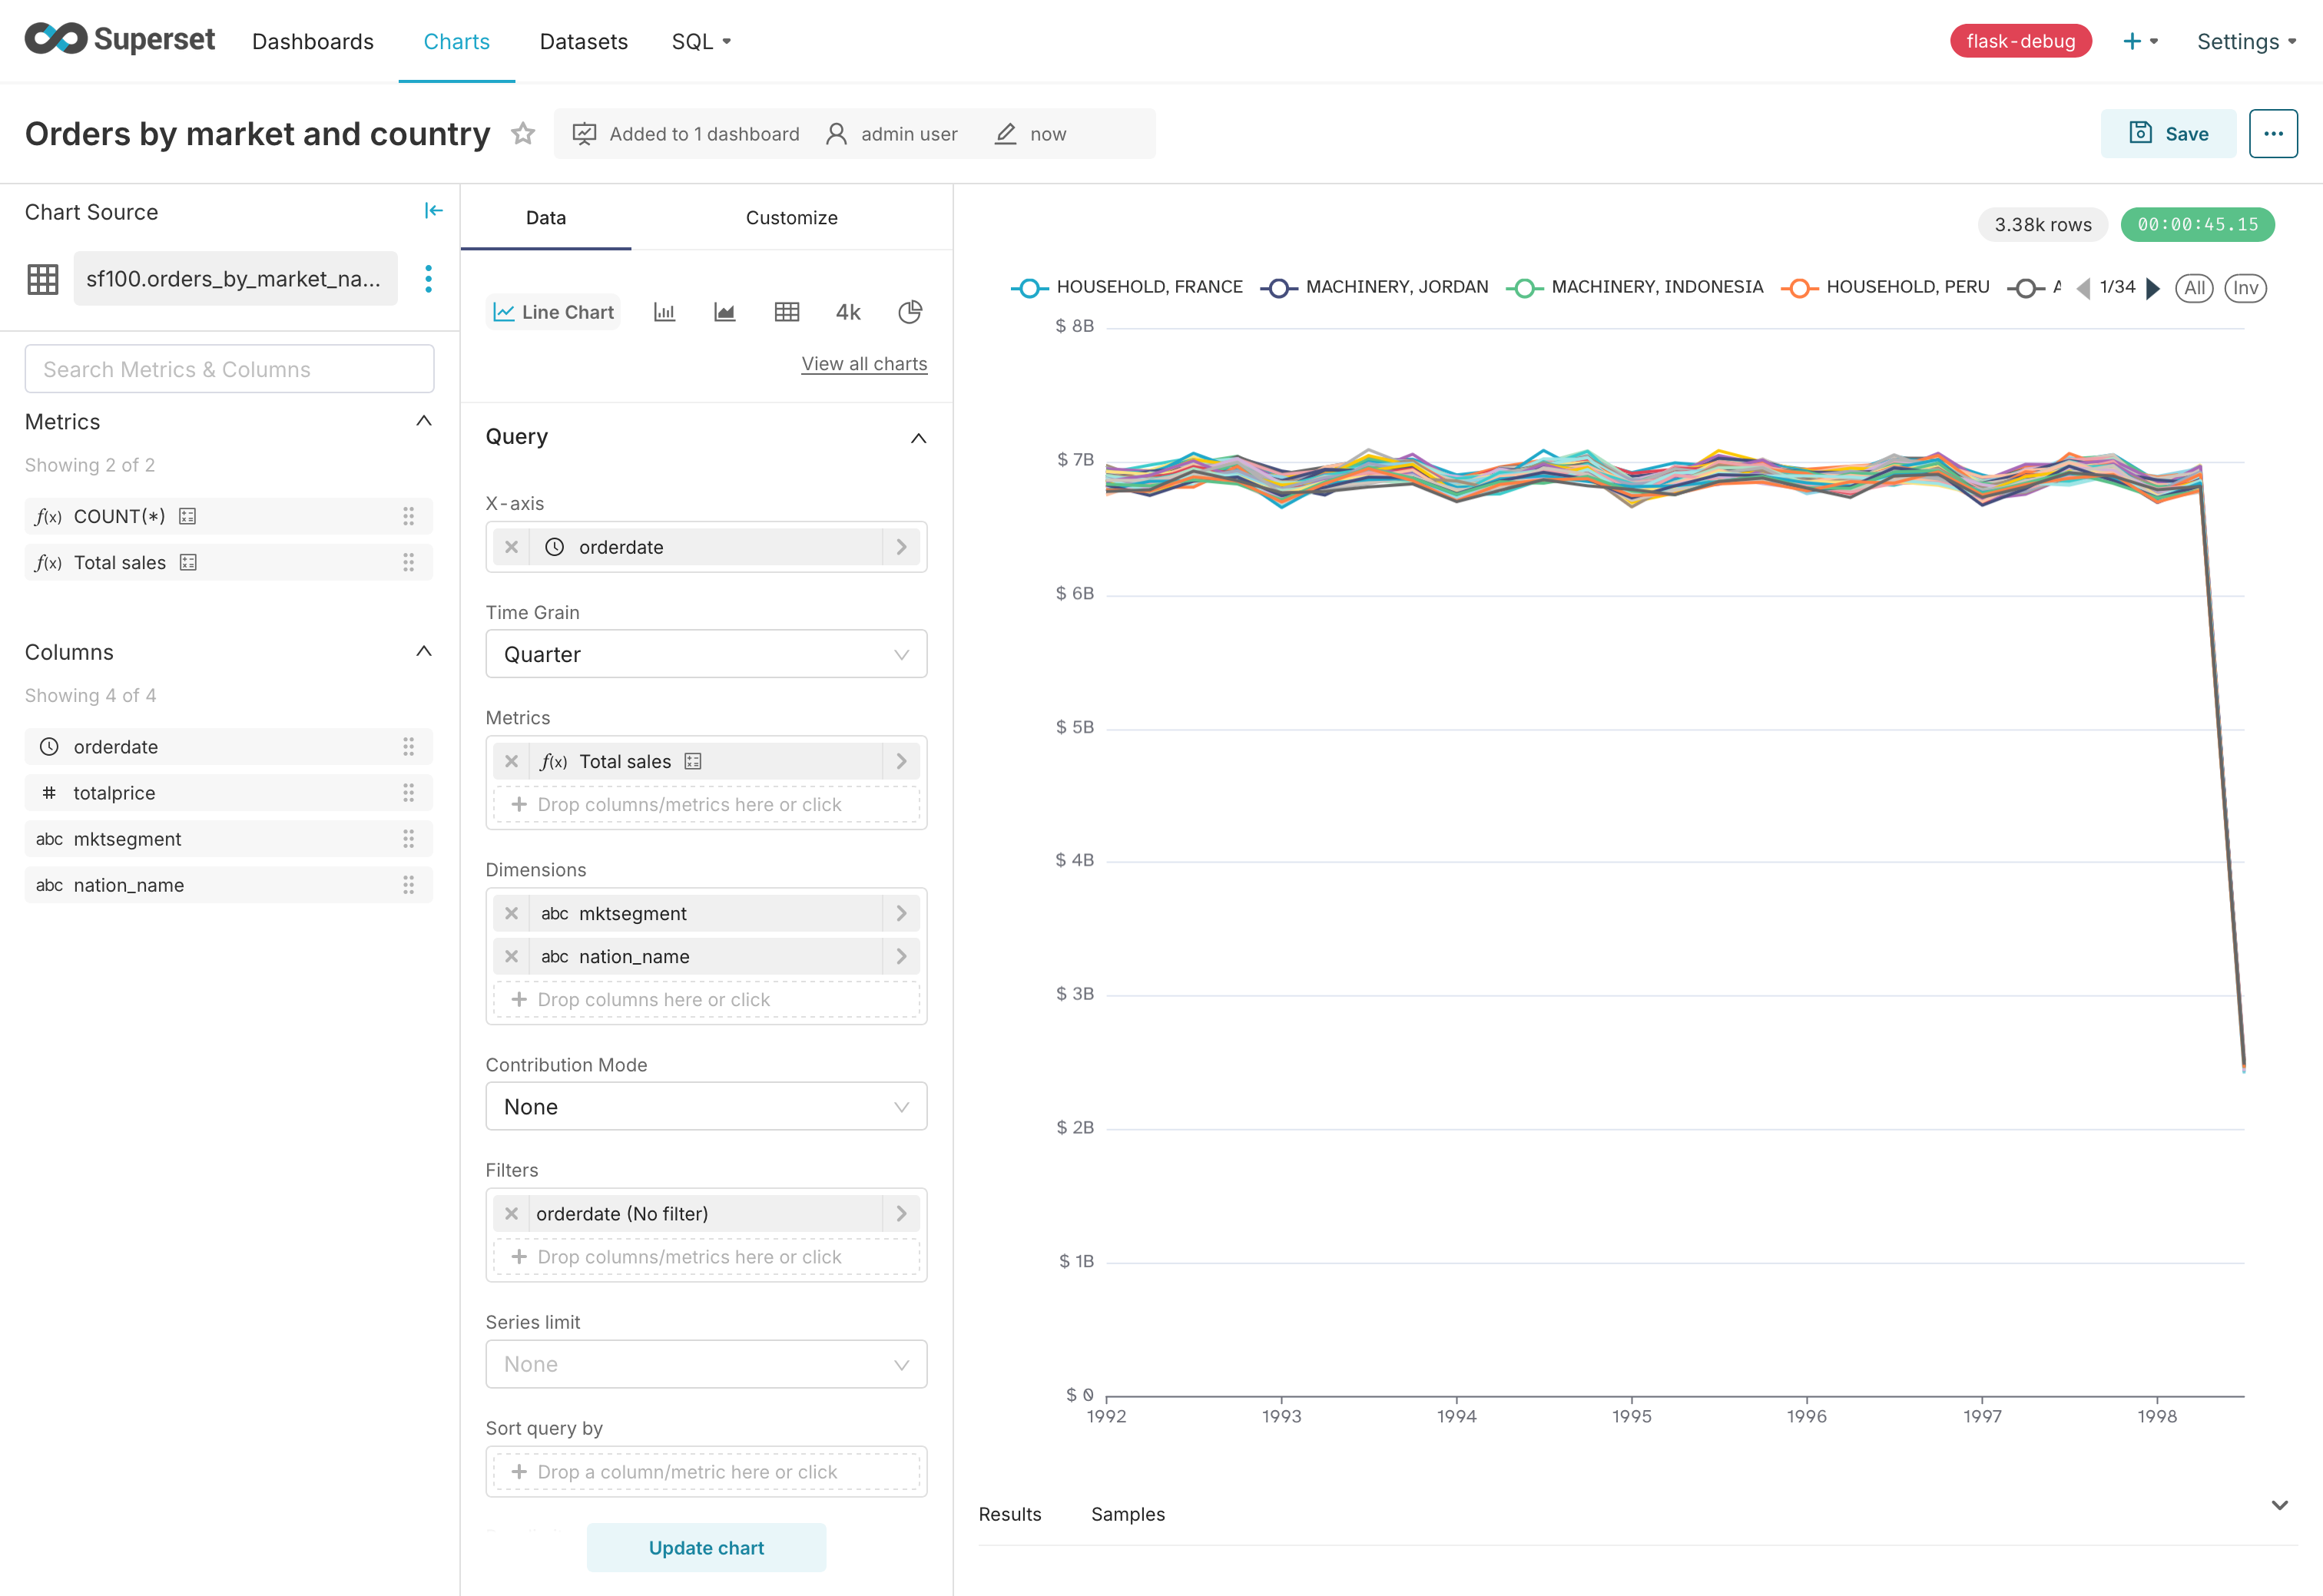 Superset Dashboards Charts Datasets SQL flask-debug + Settings
Orders by market and country Added to 1 dashboard admin user now Save ...
Chart Source
sf100.orders_by_market_na...
Search Metrics & Columns
Metrics
Showing 2 of 2
f(x) COUNT(*)
f(x) Total sales
Columns
Showing 4 of 4
orderdate
# totalprice
abc mktsegment
abc nation_name
Data Customize
Line Chart 4k
View all charts
Query
X-axis
orderdate
Time Grain
Quarter
Metrics
f(x) Total sales
+ Drop columns/metrics here or click
Dimensions
abc mktsegment
abc nation_name
+ Drop columns here or click
Contribution Mode
None
Filters
orderdate (No filter)
+ Drop columns/metrics here or click
Series limit
None
Sort query by
+ Drop a column/metric here or click
Update chart
3.38k rows 00:00:45.15
HOUSEHOLD, FRANCE MACHINERY, JORDAN MACHINERY, INDONESIA HOUSEHOLD, PERU 1/34 All Inv
$ 8B
$ 7B
$ 6B
$ 5B
$ 4B
$ 3B
$ 2B
$ 1B
$ 0
1992 1993 1994 1995 1996 1997 1998
Results Samples